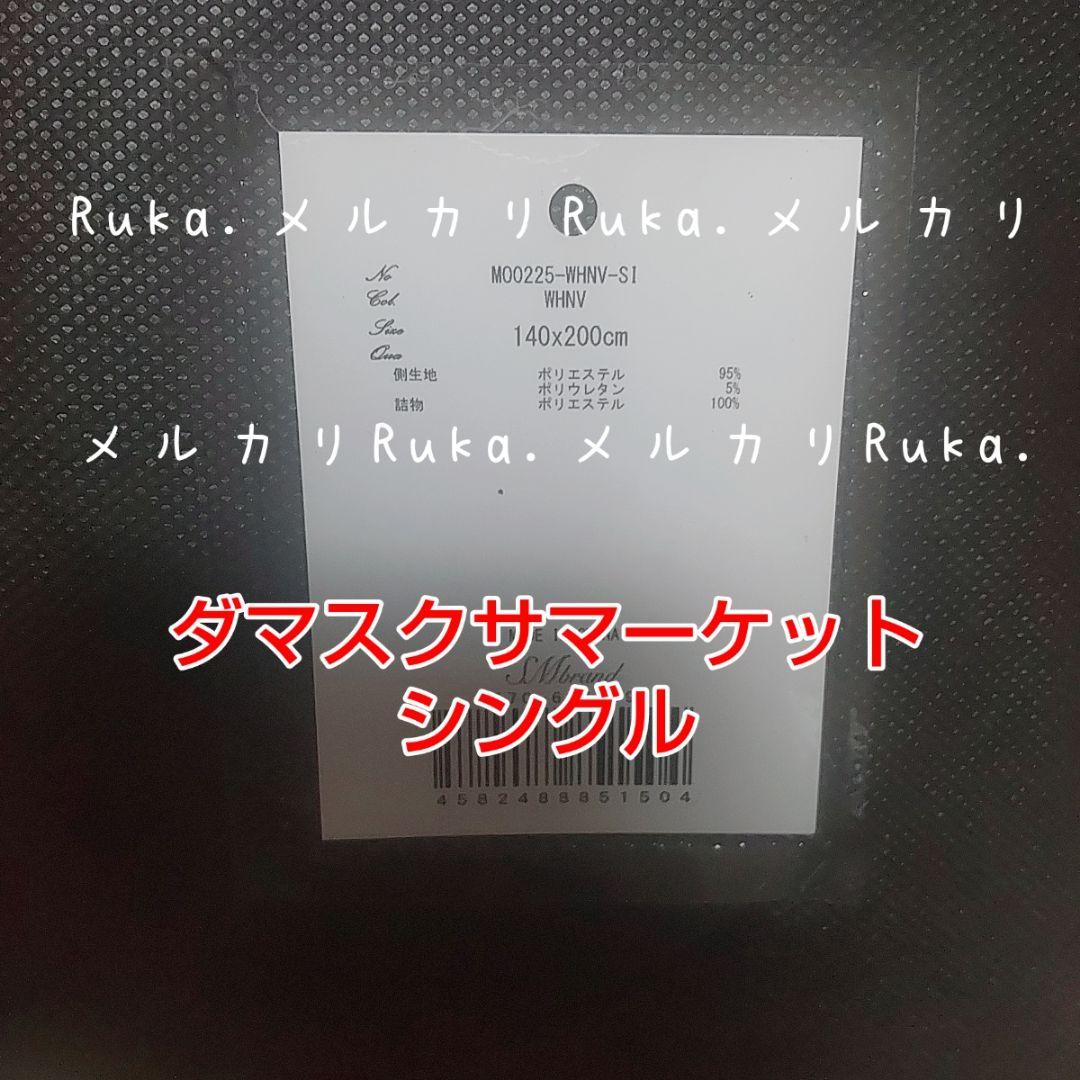 Ruka.メルカリRuka.メルカリ
No M00225-WHNV-SI
Col. WHNV
Size 140x200cm
Qua
側生地 ポリエステル 95%
ポリウレタン 5%
詰物 ポリエステル 100%
メルカリRuka.メルカリRuka.
ダマスクサマーケット
SMbrand
シングル
4582488851504